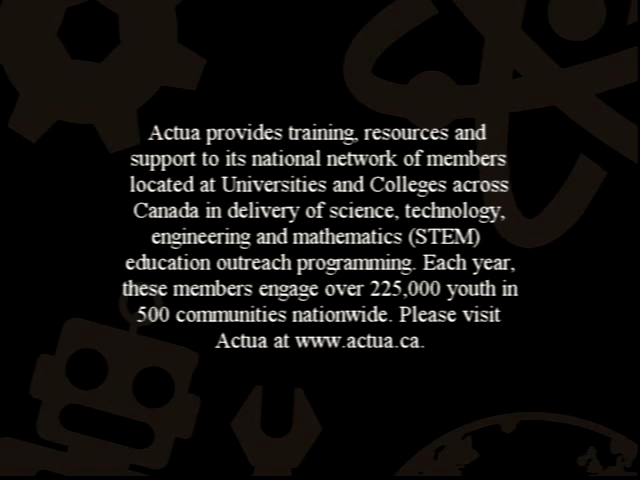 Actua provides training, resources and
support to its national network of members
located at Universities and Colleges across
Canada in delivery of science, technology,
engineering and mathematics (STEM)
education outreach programming. Each year,
these members engage over 225,000 youth in
500 communities nationwide. Please visit
Actua at www.actua.ca.